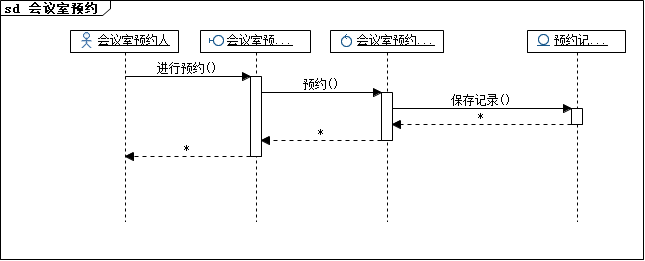 sd 会议室预约
会议室预约人
会议室预...
会议室预约...
预约记...
进行预约()
预约()
保存记录()
*
*
*